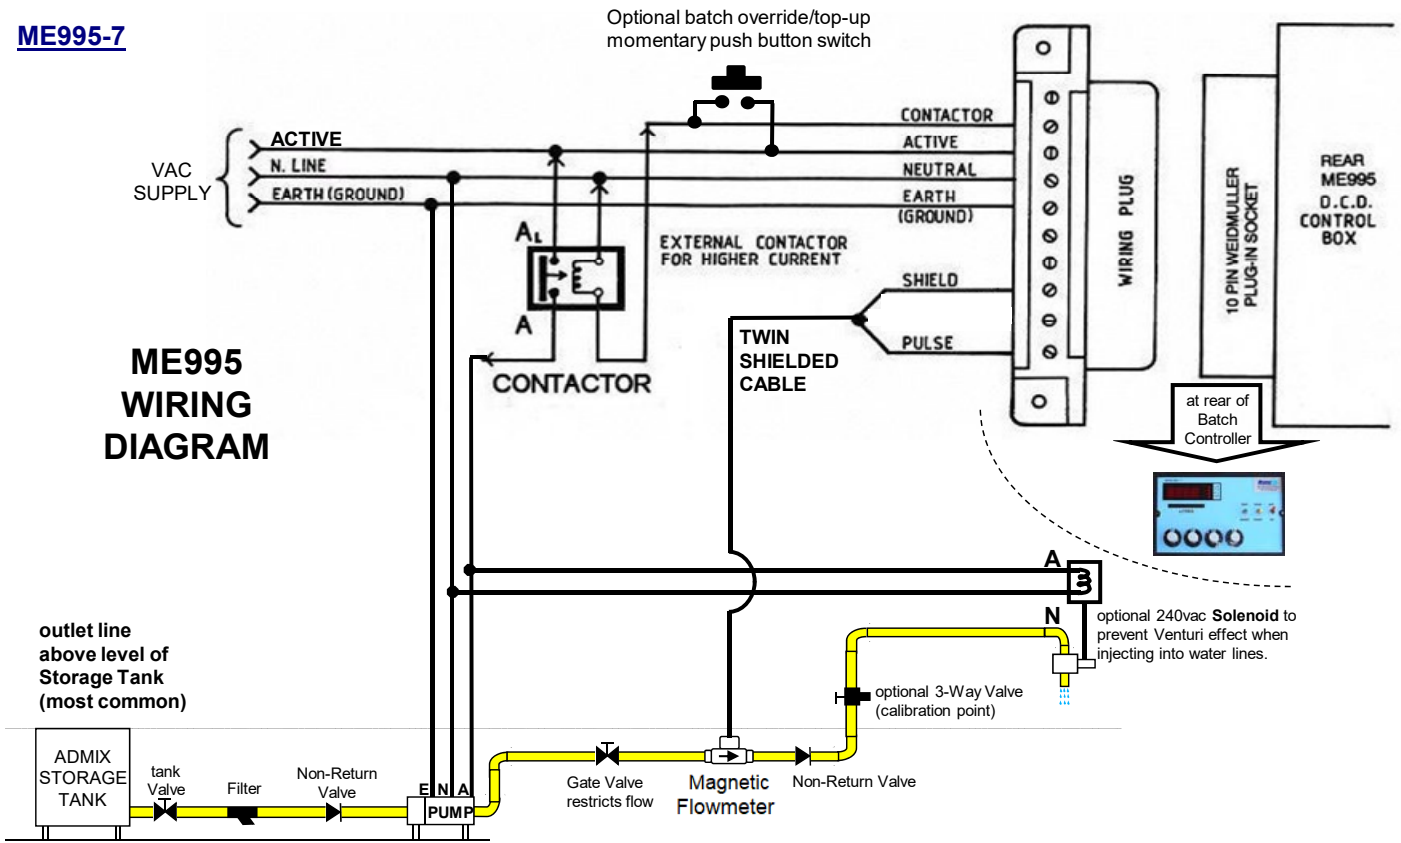 ME995-7
Optional batch override/top-up
momentary push button switch
CONTACTOR
ACTIVE
ACTIVE
N. LINE
NEUTRAL
VAC
SUPPLY
EARTH (GROUND)
EARTH
(GROUND)
A1
EXTERNAL CONTACTOR
FOR HIGHER CURRENT
A
CONTACTOR
SHIELD
PULSE
TWIN
SHIELDED
CABLE
WIRING PLUG
10 PIN WEIDMULLER
PLUG-IN SOCKET
REAR
ME995
D.C.D.
CONTROL
BOX
ME995
WIRING
DIAGRAM
at rear of
Batch
Controller
A
N
optional 240vac Solenoid to
prevent Venturi effect when
injecting into water lines.
outlet line
above level of
Storage Tank
(most common)
optional 3-Way Valve
(calibration point)
ADMIX
STORAGE
TANK
tank
Valve
Filter
Non-Return
Valve
E N A
PUMP
Gate Valve
restricts flow
Magnetic
Flowmeter
Non-Return Valve